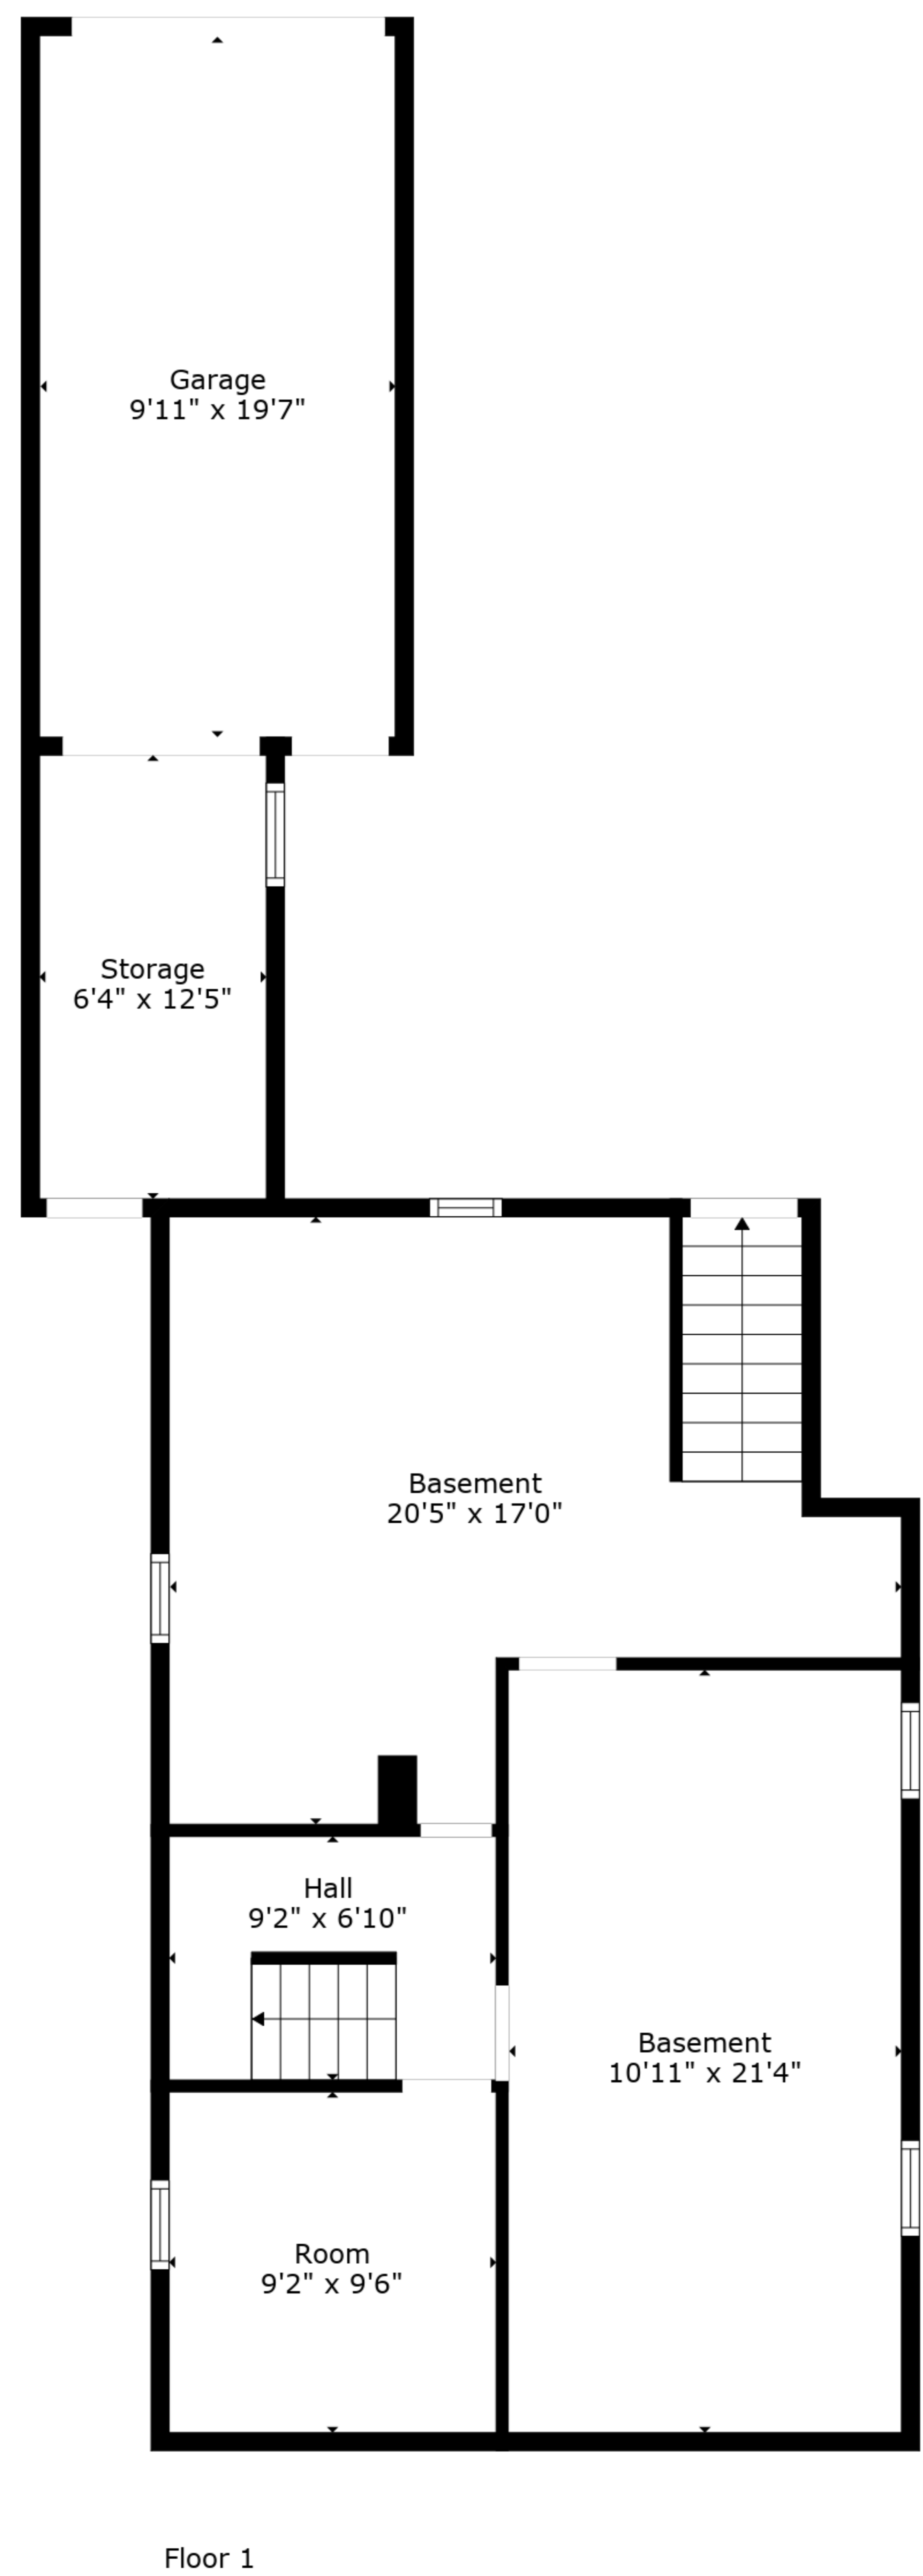 Garage
9'11" x 19'7"
Storage
6'4" x 12'5"
Basement
20'5" x 17'0"
Hall
9'2" x 6'10"
Basement
10'11" x 21'4"
Room
9'2" x 9'6"
Floor 1